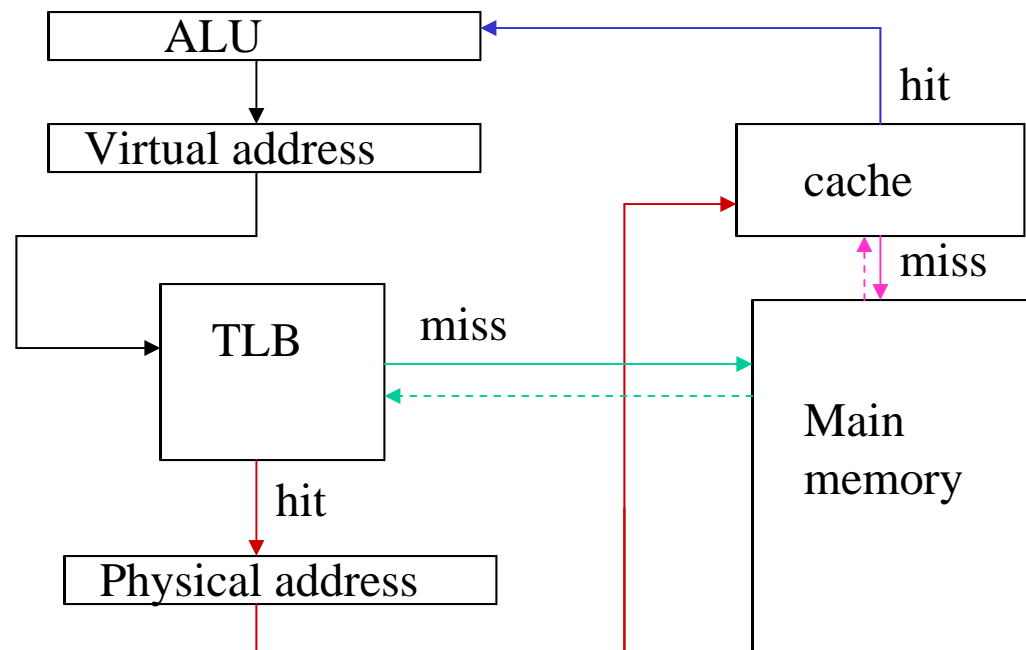 ALU
hit
Virtual address
cache
miss
TLB
miss
Main
memory
hit
Physical address